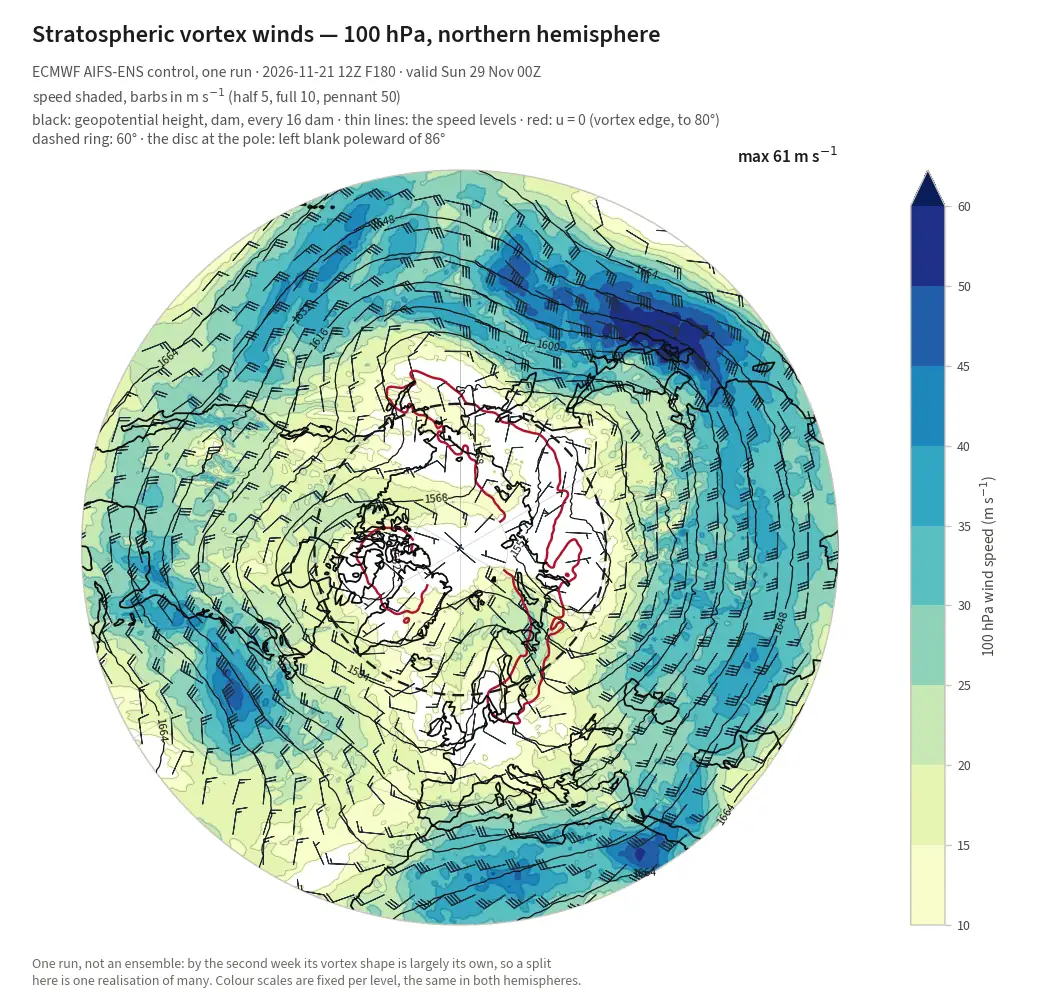 Stratospheric vortex winds — 100 hPa, northern hemisphere
ECMWF AIFS-ENS control, one run · 2026-11-21 12Z F180 · valid Sun 29 Nov 00Z
speed shaded, barbs in m s⁻¹ (half 5, full 10, pennant 50)
black: geopotential height, dam, every 16 dam · thin lines: the speed levels · red: u = 0 (vortex edge, to 80°)
dashed ring: 60° · the disc at the pole: left blank poleward of 86°
max 61 m s⁻¹
1648
1664
1616
1600
1664
1568
1648
1664
1664
1664
60
50
45
40
35
30
25
20
15
10
100 hPa wind speed (m s⁻¹)
One run, not an ensemble: by the second week its vortex shape is largely its own, so a split
here is one realisation of many. Colour scales are fixed per level, the same in both hemispheres.